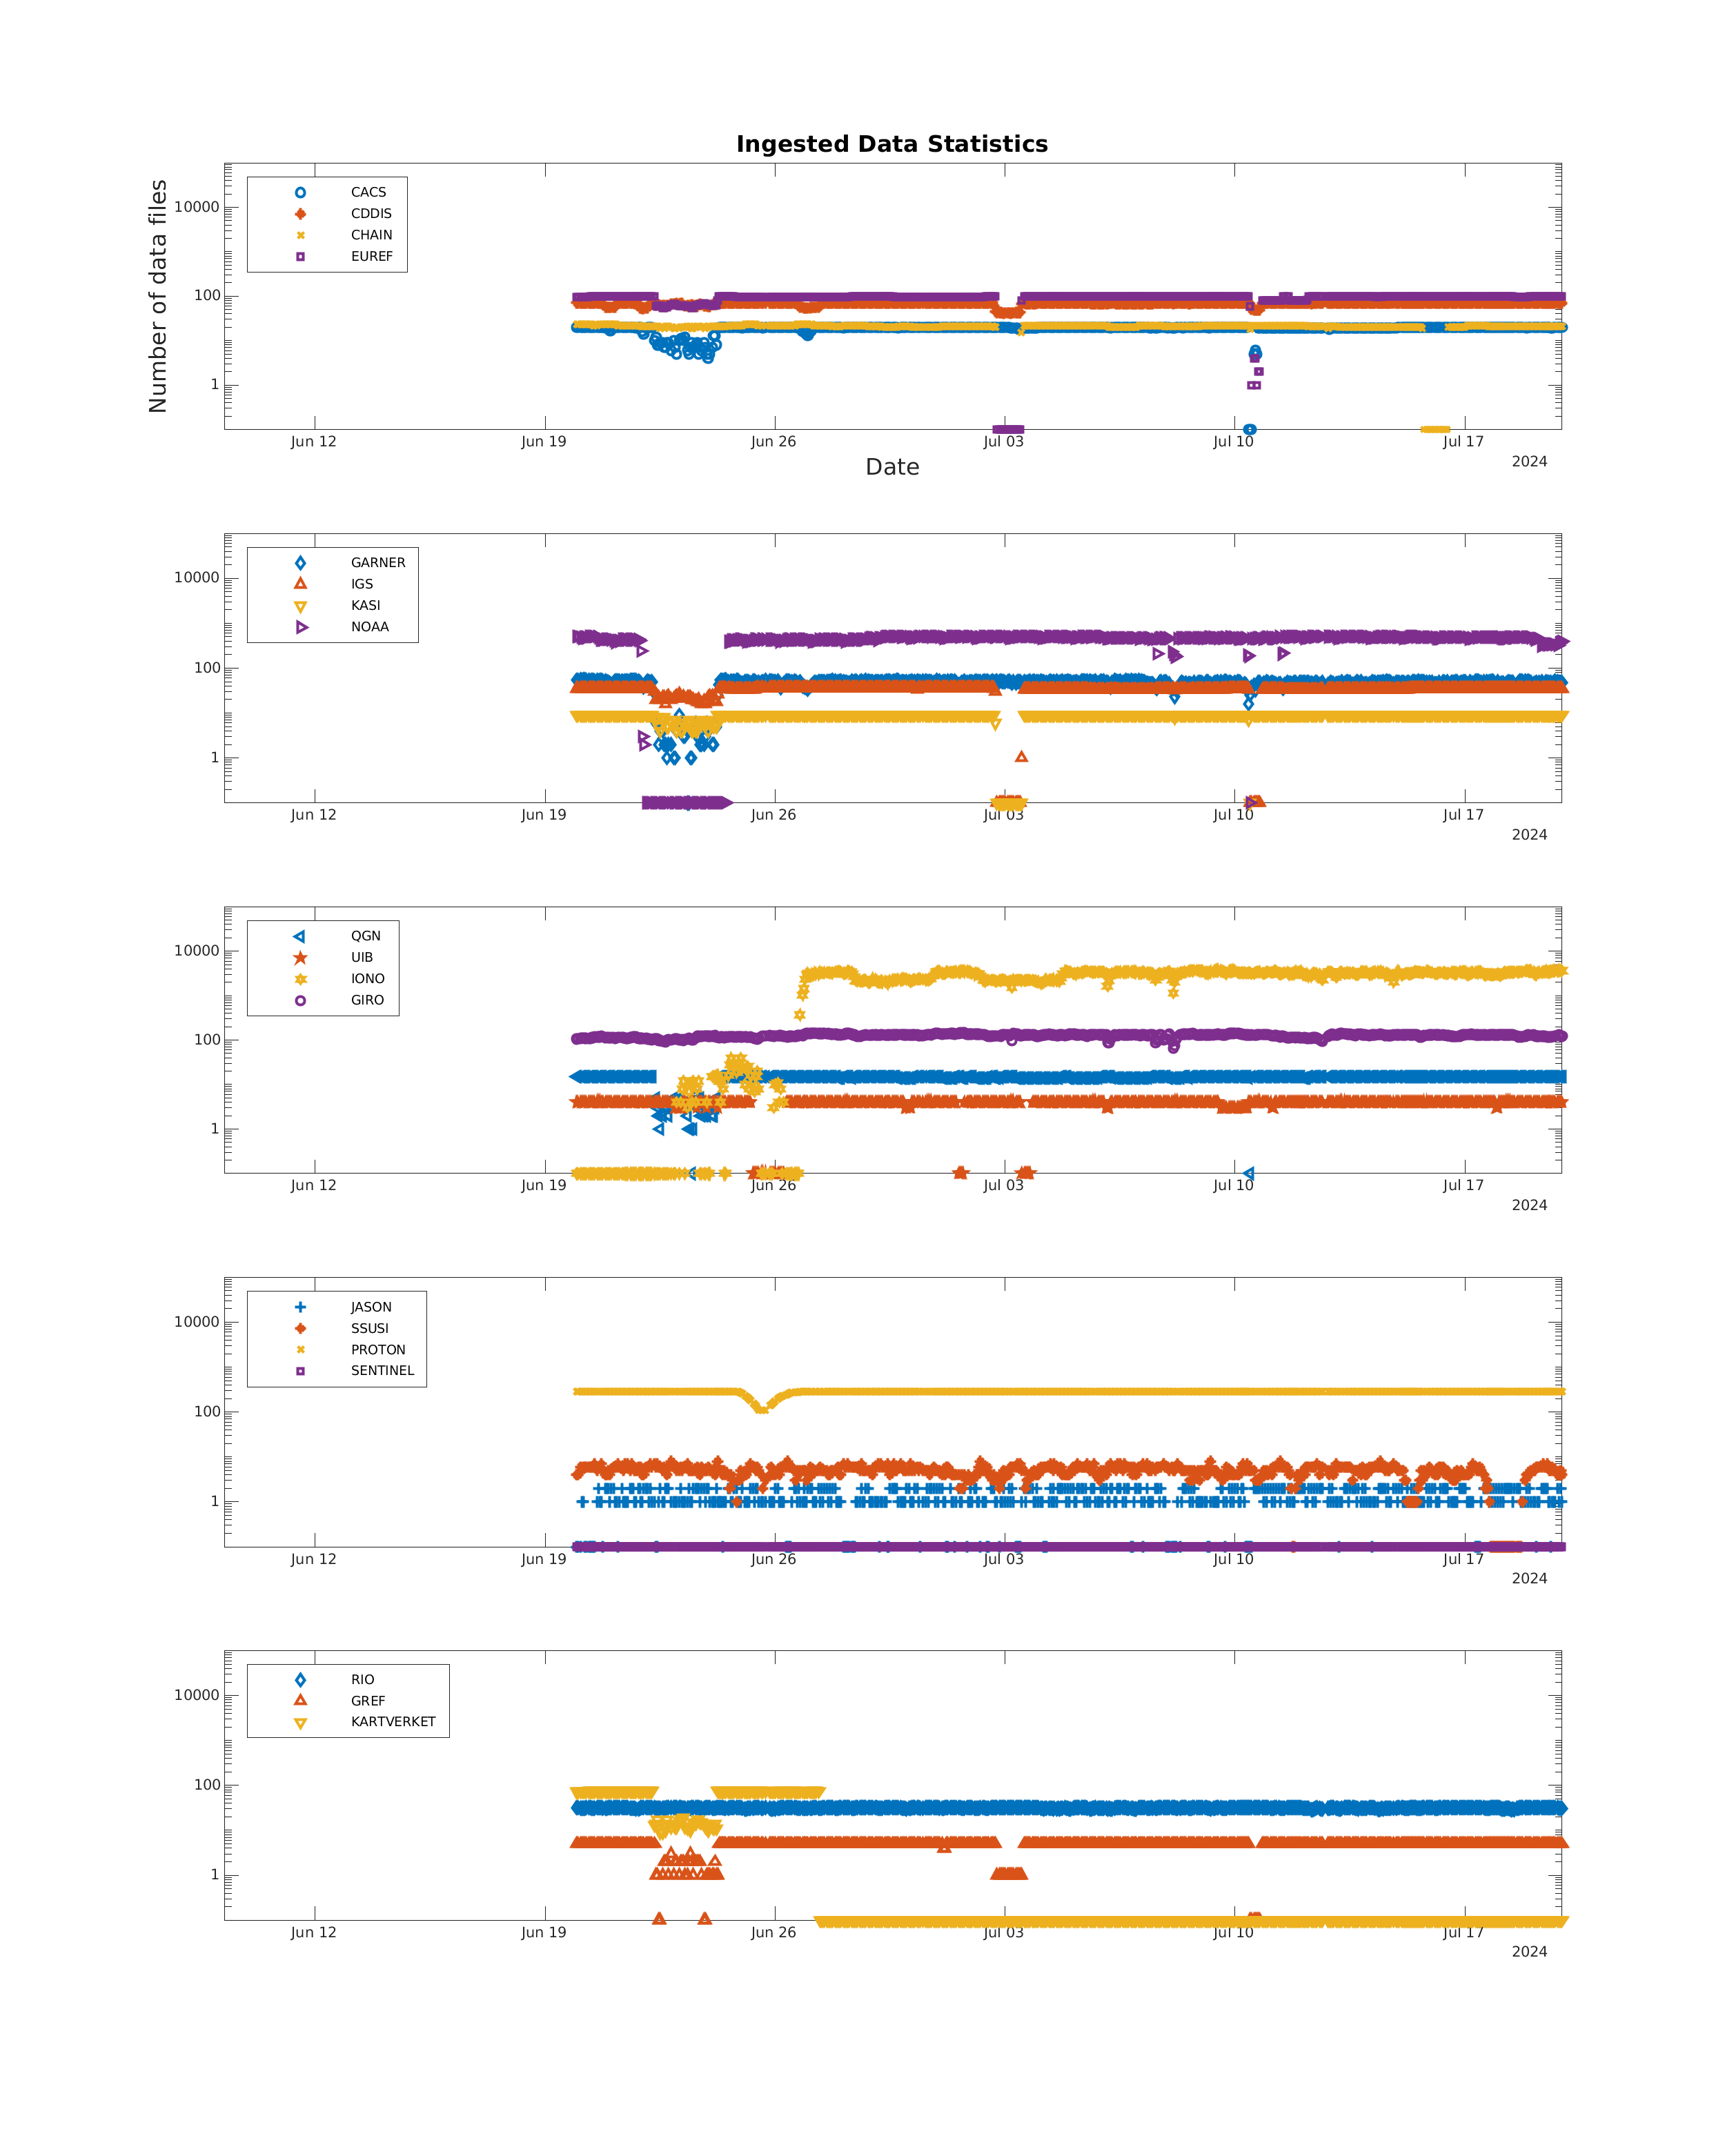 Ingested Data Statistics
Number of data files
CACS
CDDIS
CHAIN
EUREF
10000
100
1
Jun 12 Jun 19 Jun 26 Jul 03 Jul 10 Jul 17
2024
Date
GARNER
IGS
KASI
NOAA
10000
100
1
Jun 12 Jun 19 Jun 26 Jul 03 Jul 10 Jul 17
2024
QGN
UIB
IONO
GIRO
10000
100
1
Jun 12 Jun 19 Jun 26 Jul 03 Jul 10 Jul 17
2024
JASON
SSUSI
PROTON
SENTINEL
10000
100
1
Jun 12 Jun 19 Jun 26 Jul 03 Jul 10 Jul 17
2024
RIO
GREF
KARTVERKET
10000
100
1
Jun 12 Jun 19 Jun 26 Jul 03 Jul 10 Jul 17
2024